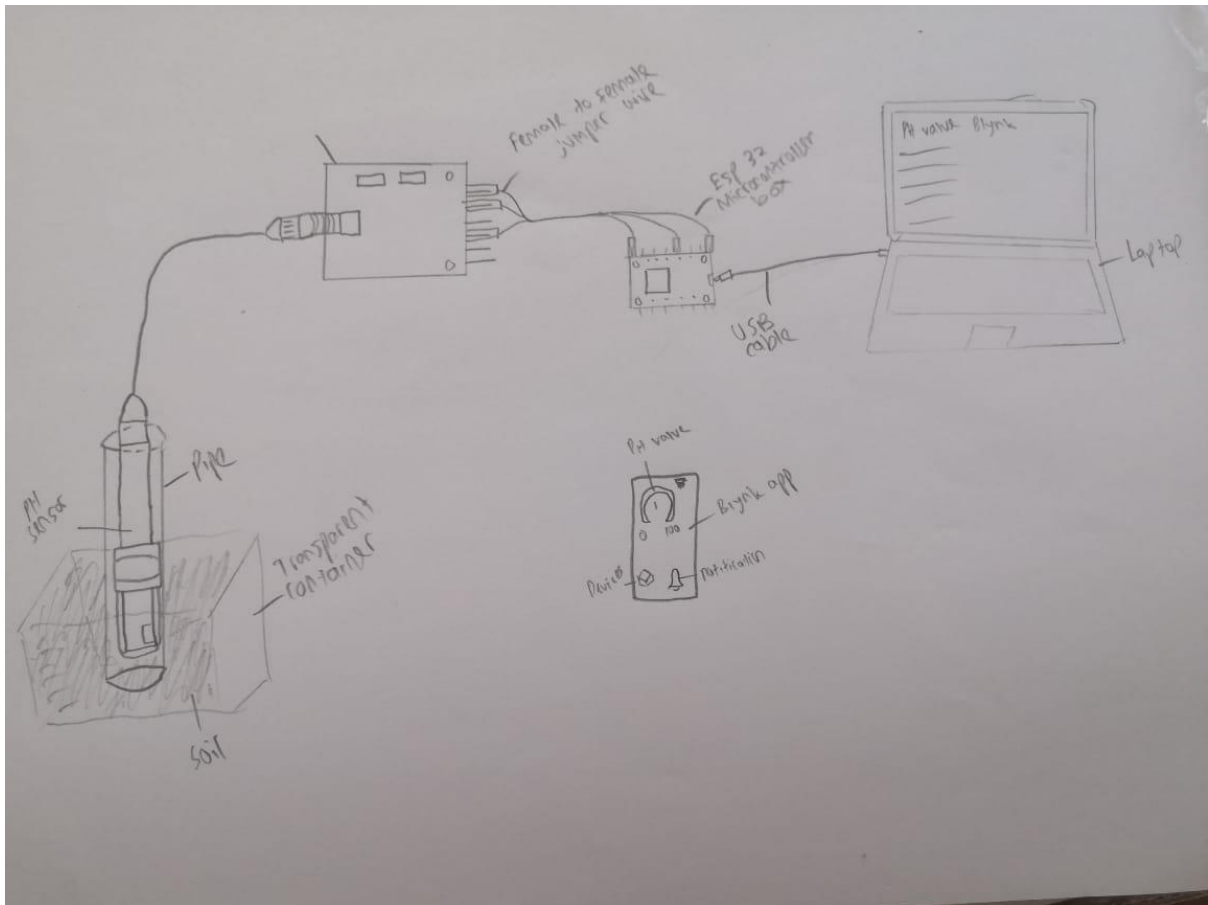 Female to female
jumper wire
ESP 32
Microcontroller
box
PH value Blynk
Laptop
USB
cable
Pipe
PH
sensor
Transparent
container
Soil
PH value
0 100
Blynk app
Device
notification